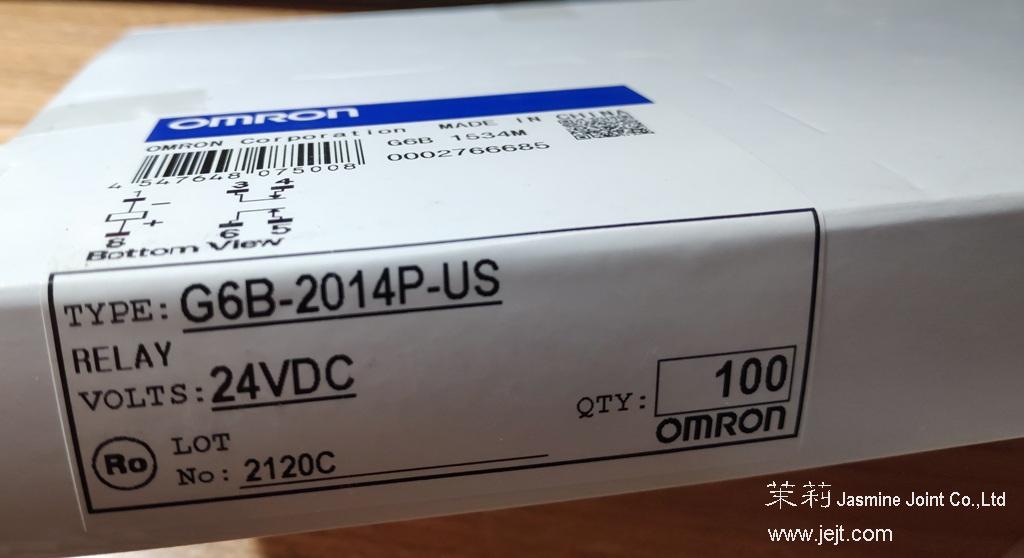 OMRON
OMRON Corporation MADE IN CHINA
G6B 1534M
4 547648 075008
0002766685
1 - 3 4
+
8 6 5
Bottom View
TYPE: G6B-2014P-US
RELAY
VOLTS: 24VDC
QTY: 100
OMRON
Ro
LOT
No: 2120C
茉莉 Jasmine Joint Co.,Ltd
www.jejt.com